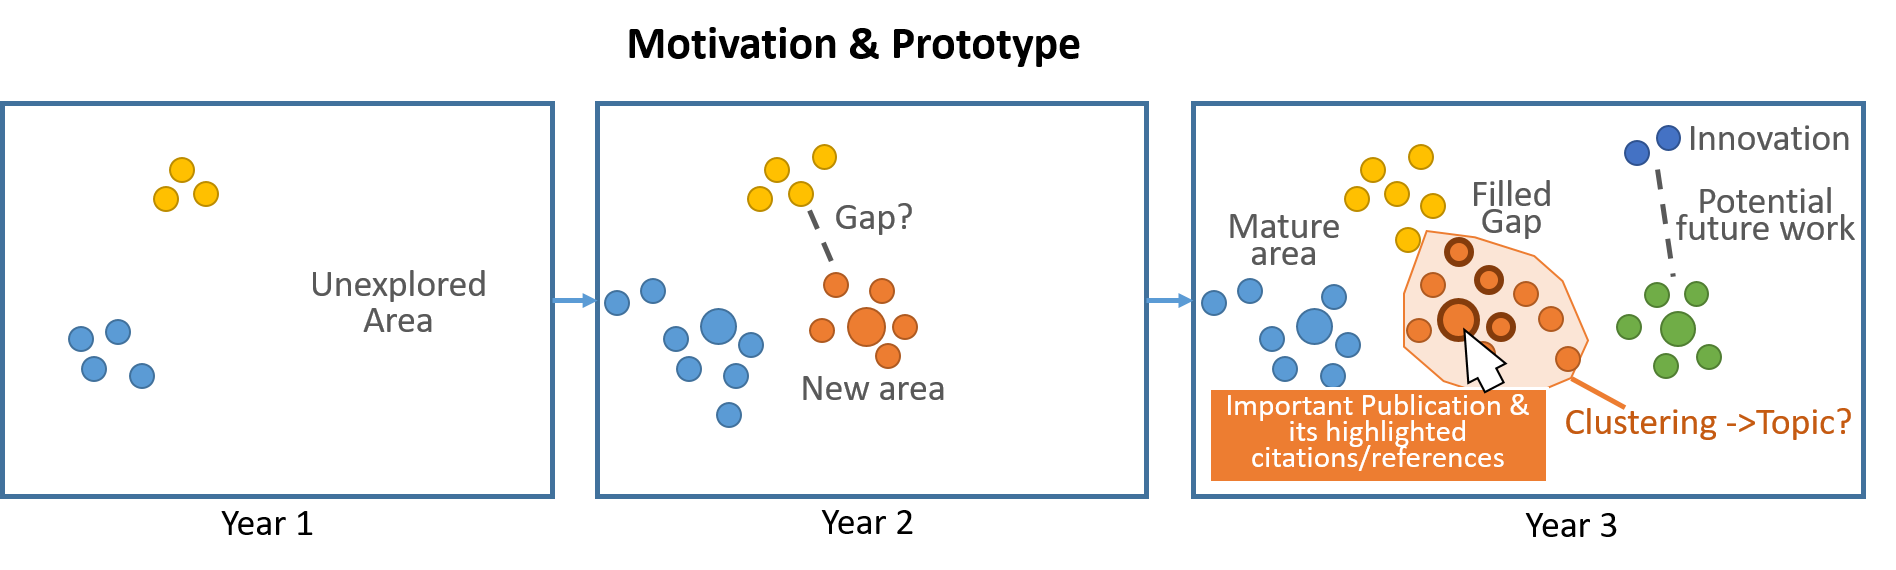 Motivation & Prototype
Unexplored
Area
Year 1
Gap?
New area
Year 2
Innovation
Filled
Gap
Potential
future work
Mature
area
Important Publication &
its highlighted
citations/references
Clustering ->Topic?
Year 3